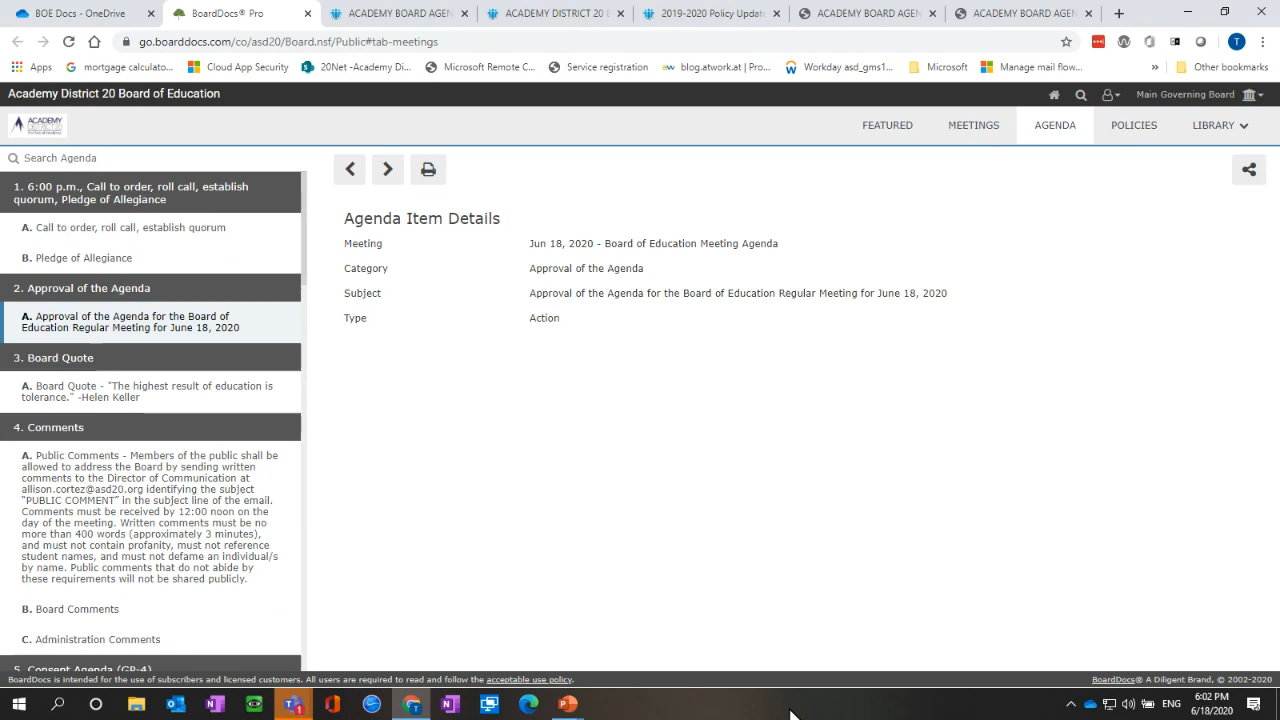 BOE Docs - OneDrive
BoardDocs® Pro
ACADEMY BOARD AGEN
ACADEMY DISTRICT 20 E
2019-2020 Policy Updat
ACADEMY BOARD AGEN
ACADEMY BOARD AGEN
go.boarddocs.com/co/asd20/Board.nsf/Public#tab-meetings
T
Apps
mortgage calculato...
Cloud App Security
20Net -Academy Di...
Microsoft Remote C...
Service registration
blog.atwork.at | Pro...
Workday asd_gms1...
Microsoft
Manage mail flow...
»
Other bookmarks
Academy District 20 Board of Education
Main Governing Board
ACADEMY
FEATURED
MEETINGS
AGENDA
POLICIES
LIBRARY
Search Agenda
1. 6:00 p.m., Call to order, roll call, establish
quorum, Pledge of Allegiance
A. Call to order, roll call, establish quorum
B. Pledge of Allegiance
2. Approval of the Agenda
A. Approval of the Agenda for the Board of
Education Regular Meeting for June 18, 2020
3. Board Quote
A. Board Quote - "The highest result of education is
tolerance." -Helen Keller
4. Comments
A. Public Comments - Members of the public shall be
allowed to address the Board by sending written
comments to the Director of Communication at
allison.cortez@asd20.org identifying the subject
"PUBLIC COMMENT" in the subject line of the email.
Comments must be received by 12:00 noon on the
day of the meeting. Written comments must be no
more than 400 words (approximately 3 minutes),
and must not contain profanity, must not reference
student names, and must not defame an individual/s
by name. Public comments that do not abide by
these requirements will not be shared publicly.
B. Board Comments
C. Administration Comments
5. Consent Agenda (GP-4)
Agenda Item Details
Meeting Jun 18, 2020 - Board of Education Meeting Agenda
Category Approval of the Agenda
Subject Approval of the Agenda for the Board of Education Regular Meeting for June 18, 2020
Type Action
BoardDocs is intended for the use of subscribers and licensed customers. All users are required to read and follow the acceptable use policy.
BoardDocs® A Diligent Brand, © 2002-2020
ENG
6:02 PM
6/18/2020